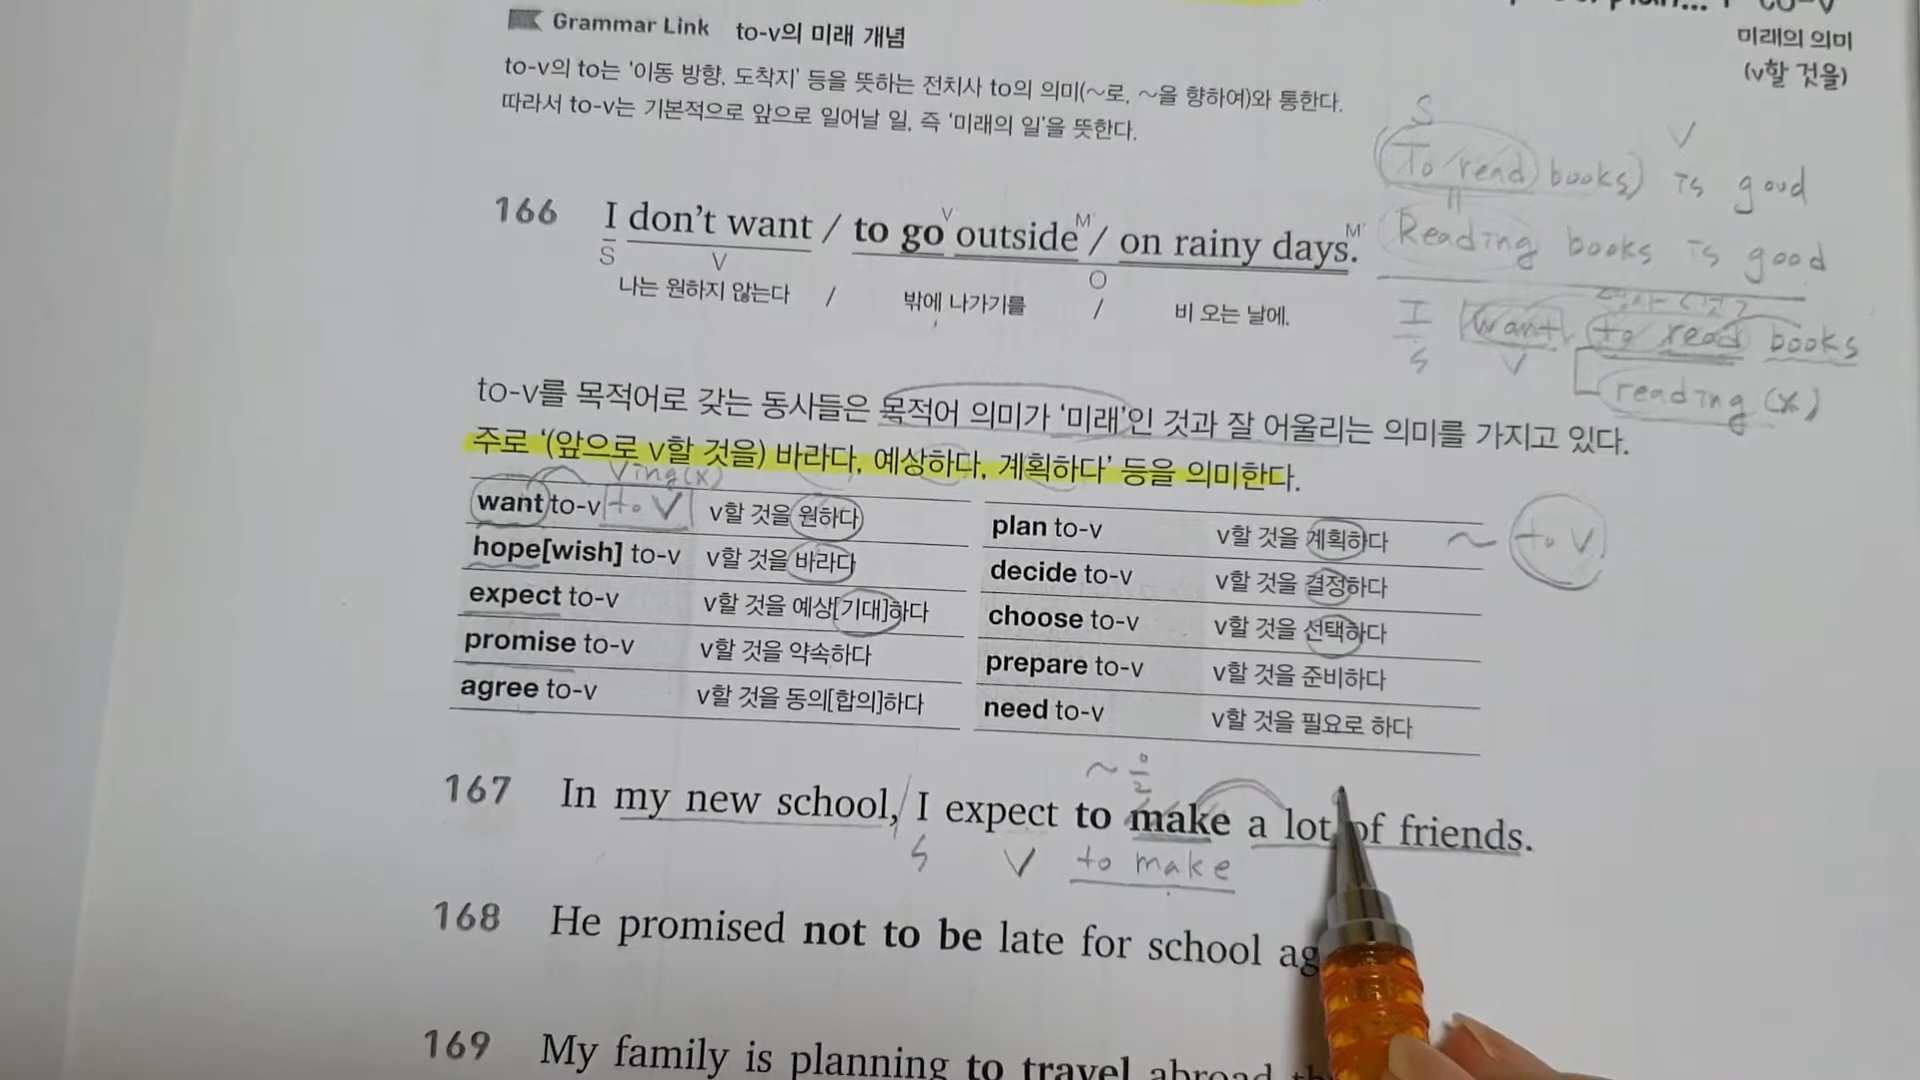 to-v
Grammar Link to-v의 미래 개념
미래의 의미
(v할 것을)
to-v의 to는 '이동 방향, 도착지' 등을 뜻하는 전치사 to의 의미(~로, ~을 향하여)와 통한다.
따라서 to-v는 기본적으로 앞으로 일어날 일, 즉 '미래의 일'을 뜻한다.
S V
(To read books) is good
Reading books is good
166 I don't want / to go outside / on rainy days.
V' M' M'
S V O
나는 원하지 않는다 / 밖에 나가기를 / 비 오는 날에.
I want to read books
S V
reading (x)
to-v를 목적어로 갖는 동사들은 목적어 의미가 '미래'인 것과 잘 어울리는 의미를 가지고 있다.
주로 '(앞으로 v할 것을) 바라다, 예상하다, 계획하다' 등을 의미한다.
Ving(x)
want to-v to V v할 것을 원하다 plan to-v v할 것을 계획하다 ~ to V
hope[wish] to-v v할 것을 바라다 decide to-v v할 것을 결정하다
expect to-v v할 것을 예상[기대]하다 choose to-v v할 것을 선택하다
promise to-v v할 것을 약속하다 prepare to-v v할 것을 준비하다
agree to-v v할 것을 동의[합의]하다 need to-v v할 것을 필요로 하다
167 In my new school, / I expect to make a lot of friends.
S V to make
168 He promised not to be late for school
169 My family is planning to travel abroad